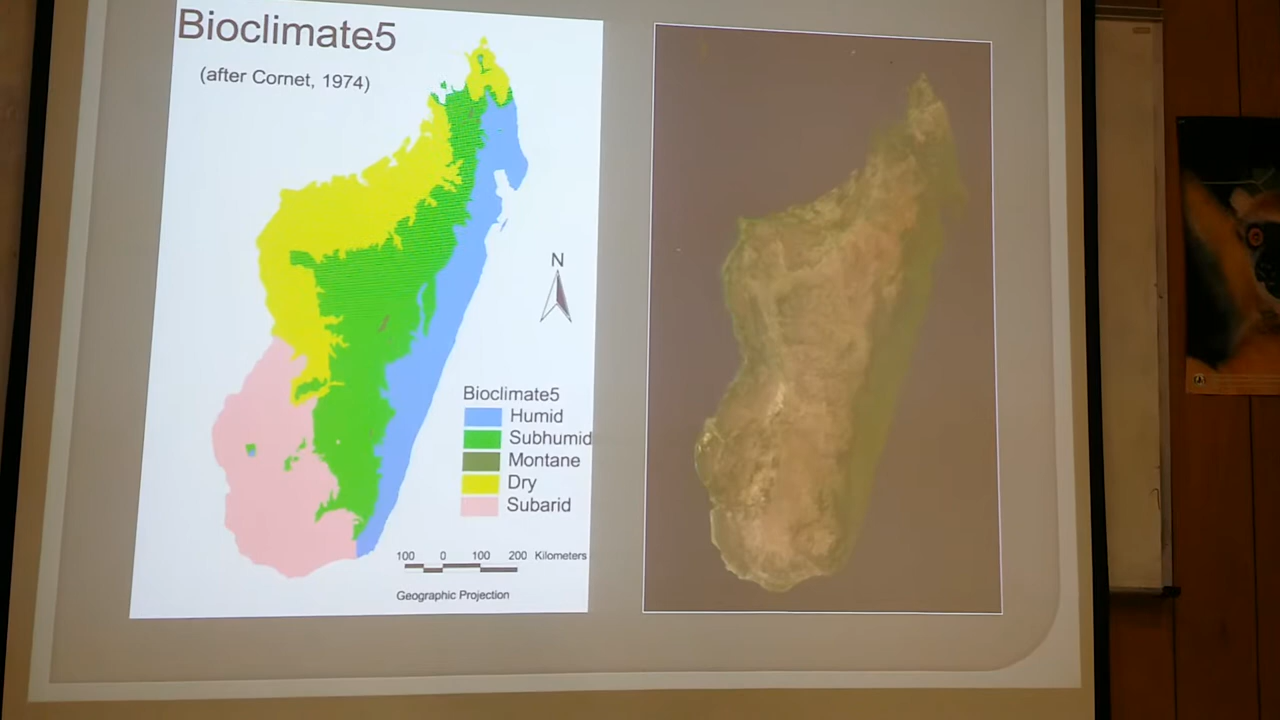 Bioclimate5
(after Cornet, 1974)
N
Bioclimate5
Humid
Subhumid
Montane
Dry
Subarid
100 0 100 200 Kilometers
Geographic Projection